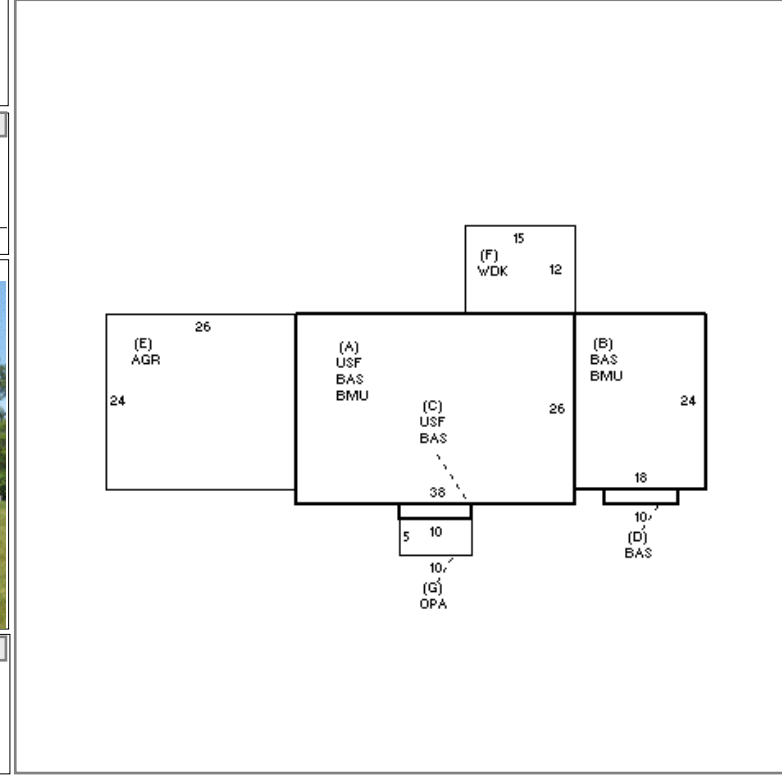 15
(F)
WDK 12
26
(E)
AGR
24
(A)
USF
BAS
BMU
(C)
USF
BAS
26
38
(B)
BAS
BMU
24
18
5 10
10
(G)
OPA
10
(D)
BAS